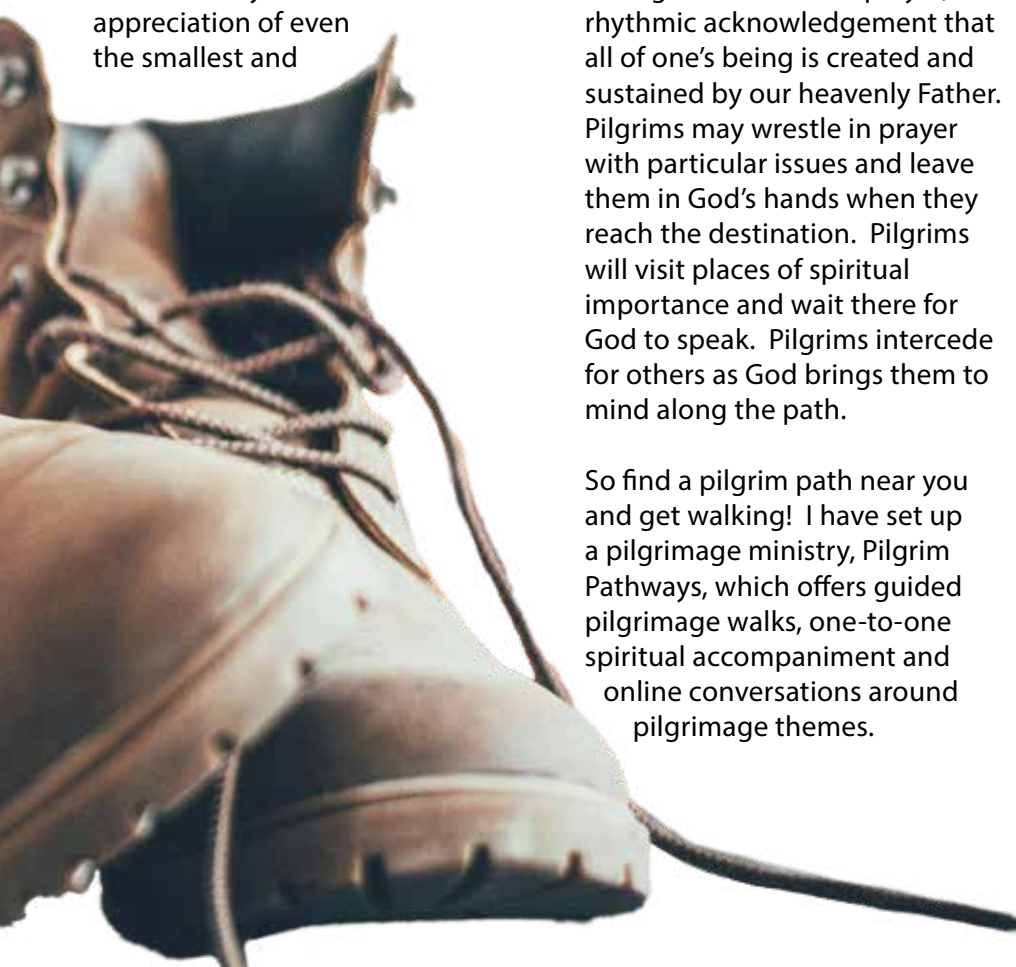 appreciation of even
the smallest and
rhythmic acknowledgement that
all of one's being is created and
sustained by our heavenly Father.
Pilgrims may wrestle in prayer
with particular issues and leave
them in God's hands when they
reach the destination.  Pilgrims
will visit places of spiritual
importance and wait there for
God to speak.  Pilgrims intercede
for others as God brings them to
mind along the path.

So find a pilgrim path near you
and get walking!  I have set up
a pilgrimage ministry, Pilgrim
Pathways, which offers guided
pilgrimage walks, one-to-one
spiritual accompaniment and
online conversations around
pilgrimage themes.